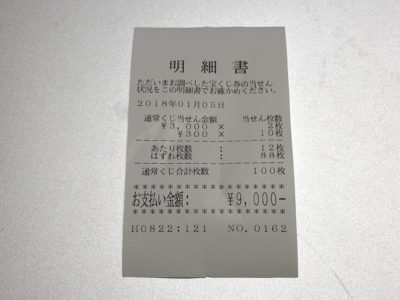 明細書
ただいまお調べした宝くじ券の当せん
状況をこの明細書でお確かめください。
2018年01月05日
通常くじ当せん金額 当せん枚数
¥3,000 × 2枚
¥300 × 10枚
あたり枚数 : 12枚
はずれ枚数 : 88枚
通常くじ合計枚数 100枚
********************
お支払い金額: ¥9,000-
********************
H0822:121 NO.0162